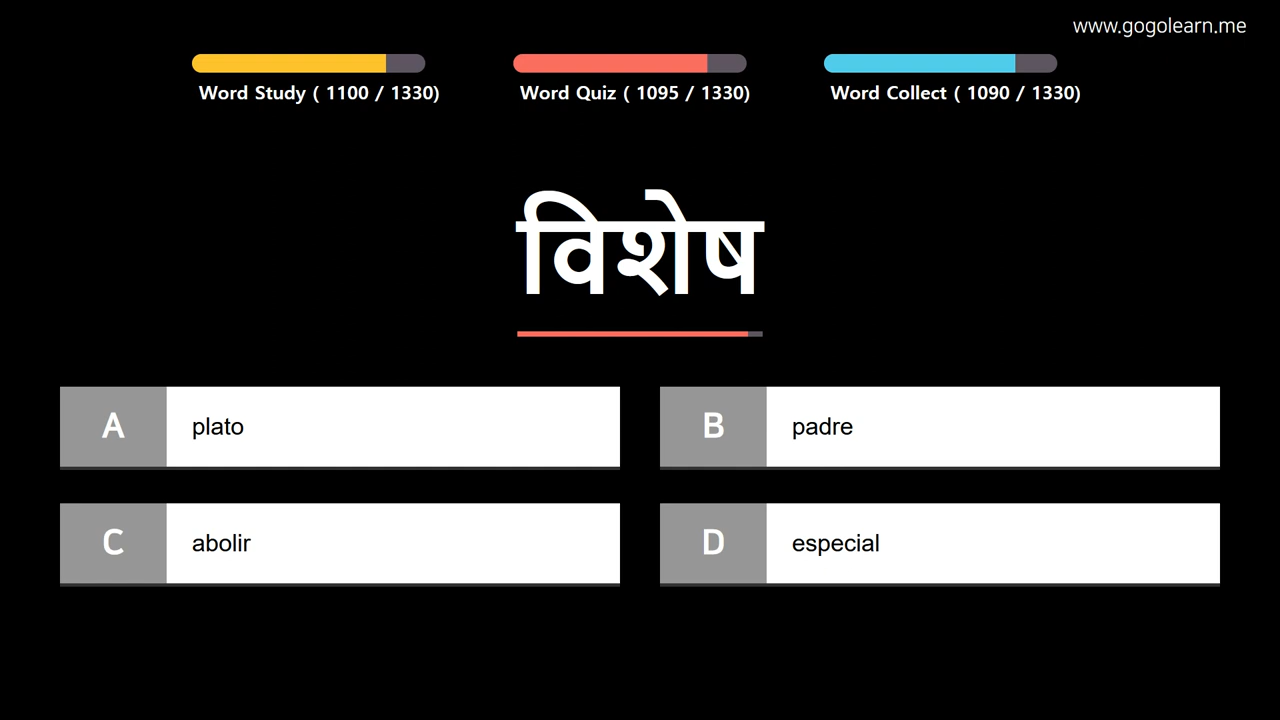 www.gogolearn.me
Word Study ( 1100 / 1330)
Word Quiz ( 1095 / 1330)
Word Collect ( 1090 / 1330)
विशेष
A plato
B padre
C abolir
D especial